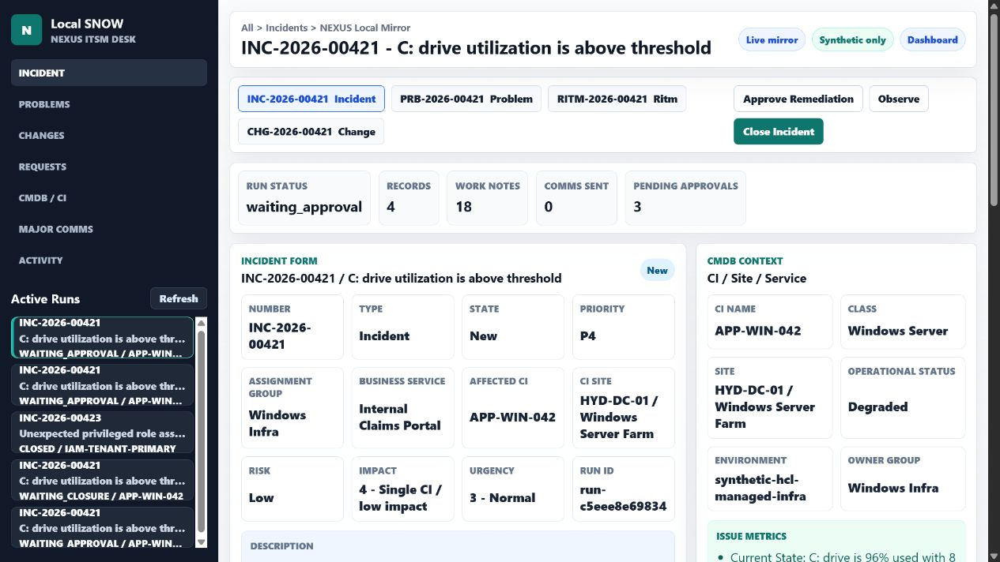 N
Local SNOW
NEXUS ITSM DESK
INCIDENT
PROBLEMS
CHANGES
REQUESTS
CMDB / CI
MAJOR COMMS
ACTIVITY
Active Runs
Refresh
INC-2026-00421
C: drive utilization is above thr...
WAITING_APPROVAL / APP-WIN...
INC-2026-00421
C: drive utilization is above thr...
WAITING_APPROVAL / APP-WIN...
INC-2026-00423
Unexpected privileged role ass...
CLOSED / IAM-TENANT-PRIMARY
INC-2026-00421
C: drive utilization is above thr...
WAITING_CLOSURE / APP-WIN-042
INC-2026-00421
C: drive utilization is above thr...
WAITING_APPROVAL / APP-WIN...
All > Incidents > NEXUS Local Mirror
INC-2026-00421 - C: drive utilization is above threshold
Live mirror
Synthetic only
Dashboard
INC-2026-00421 Incident
PRB-2026-00421 Problem
RITM-2026-00421 Ritm
CHG-2026-00421 Change
Approve Remediation
Observe
Close Incident
RUN STATUS
waiting_approval
RECORDS
4
WORK NOTES
18
COMMS SENT
0
PENDING APPROVALS
3
INCIDENT FORM
INC-2026-00421 / C: drive utilization is above threshold
New
NUMBER
INC-2026-
00421
TYPE
Incident
STATE
New
PRIORITY
P4
ASSIGNMENT
GROUP
Windows
Infra
BUSINESS SERVICE
Internal
Claims Portal
AFFECTED CI
APP-WIN-042
CI SITE
HYD-DC-01 /
Windows
Server Farm
RISK
Low
IMPACT
4 - Single CI /
low impact
URGENCY
3 - Normal
RUN ID
run-
c5eee8e69834
DESCRIPTION
CMDB CONTEXT
CI / Site / Service
CI NAME
APP-WIN-042
CLASS
Windows Server
SITE
HYD-DC-01 /
Windows Server
Farm
OPERATIONAL STATUS
Degraded
ENVIRONMENT
synthetic-hcl-
managed-infra
OWNER GROUP
Windows Infra
ISSUE METRICS
• Current State: C: drive is 96% used with 8